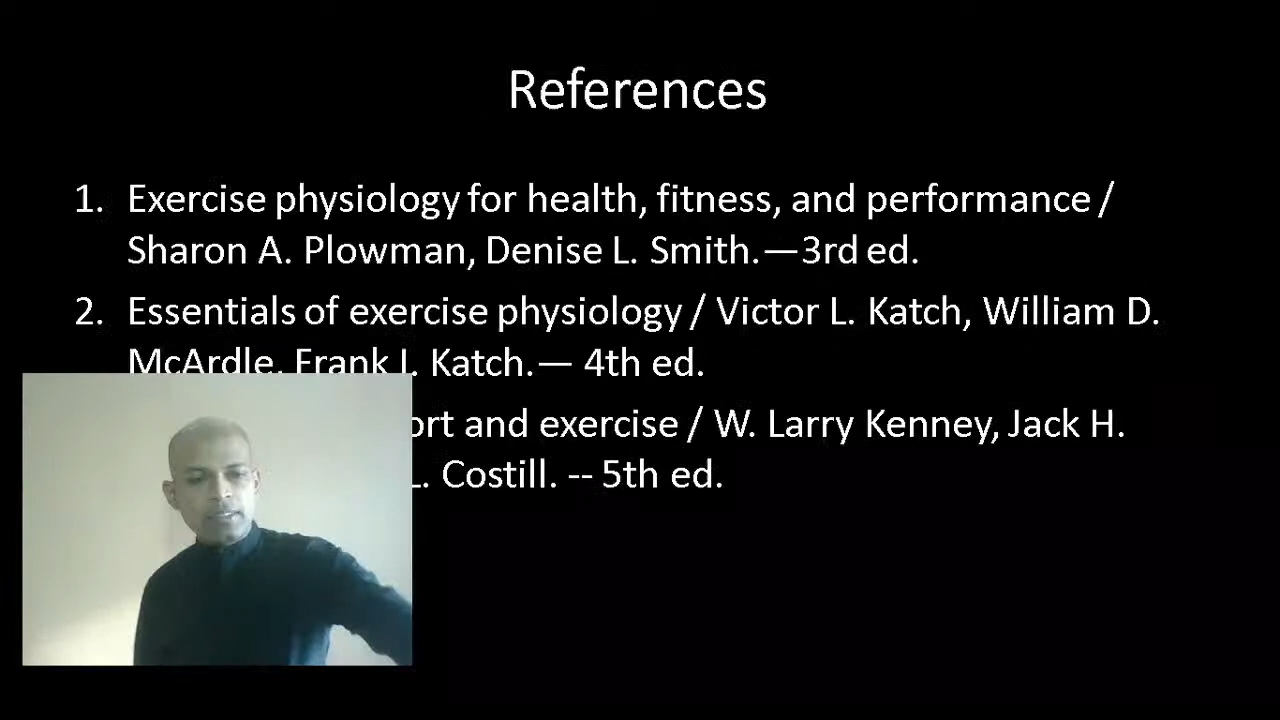 References
1. Exercise physiology for health, fitness, and performance /
Sharon A. Plowman, Denise L. Smith.—3rd ed.
2. Essentials of exercise physiology / Victor L. Katch, William D.
McArdle, Frank I. Katch.— 4th ed.
and exercise / W. Larry Kenney, Jack H.
Costill. -- 5th ed.